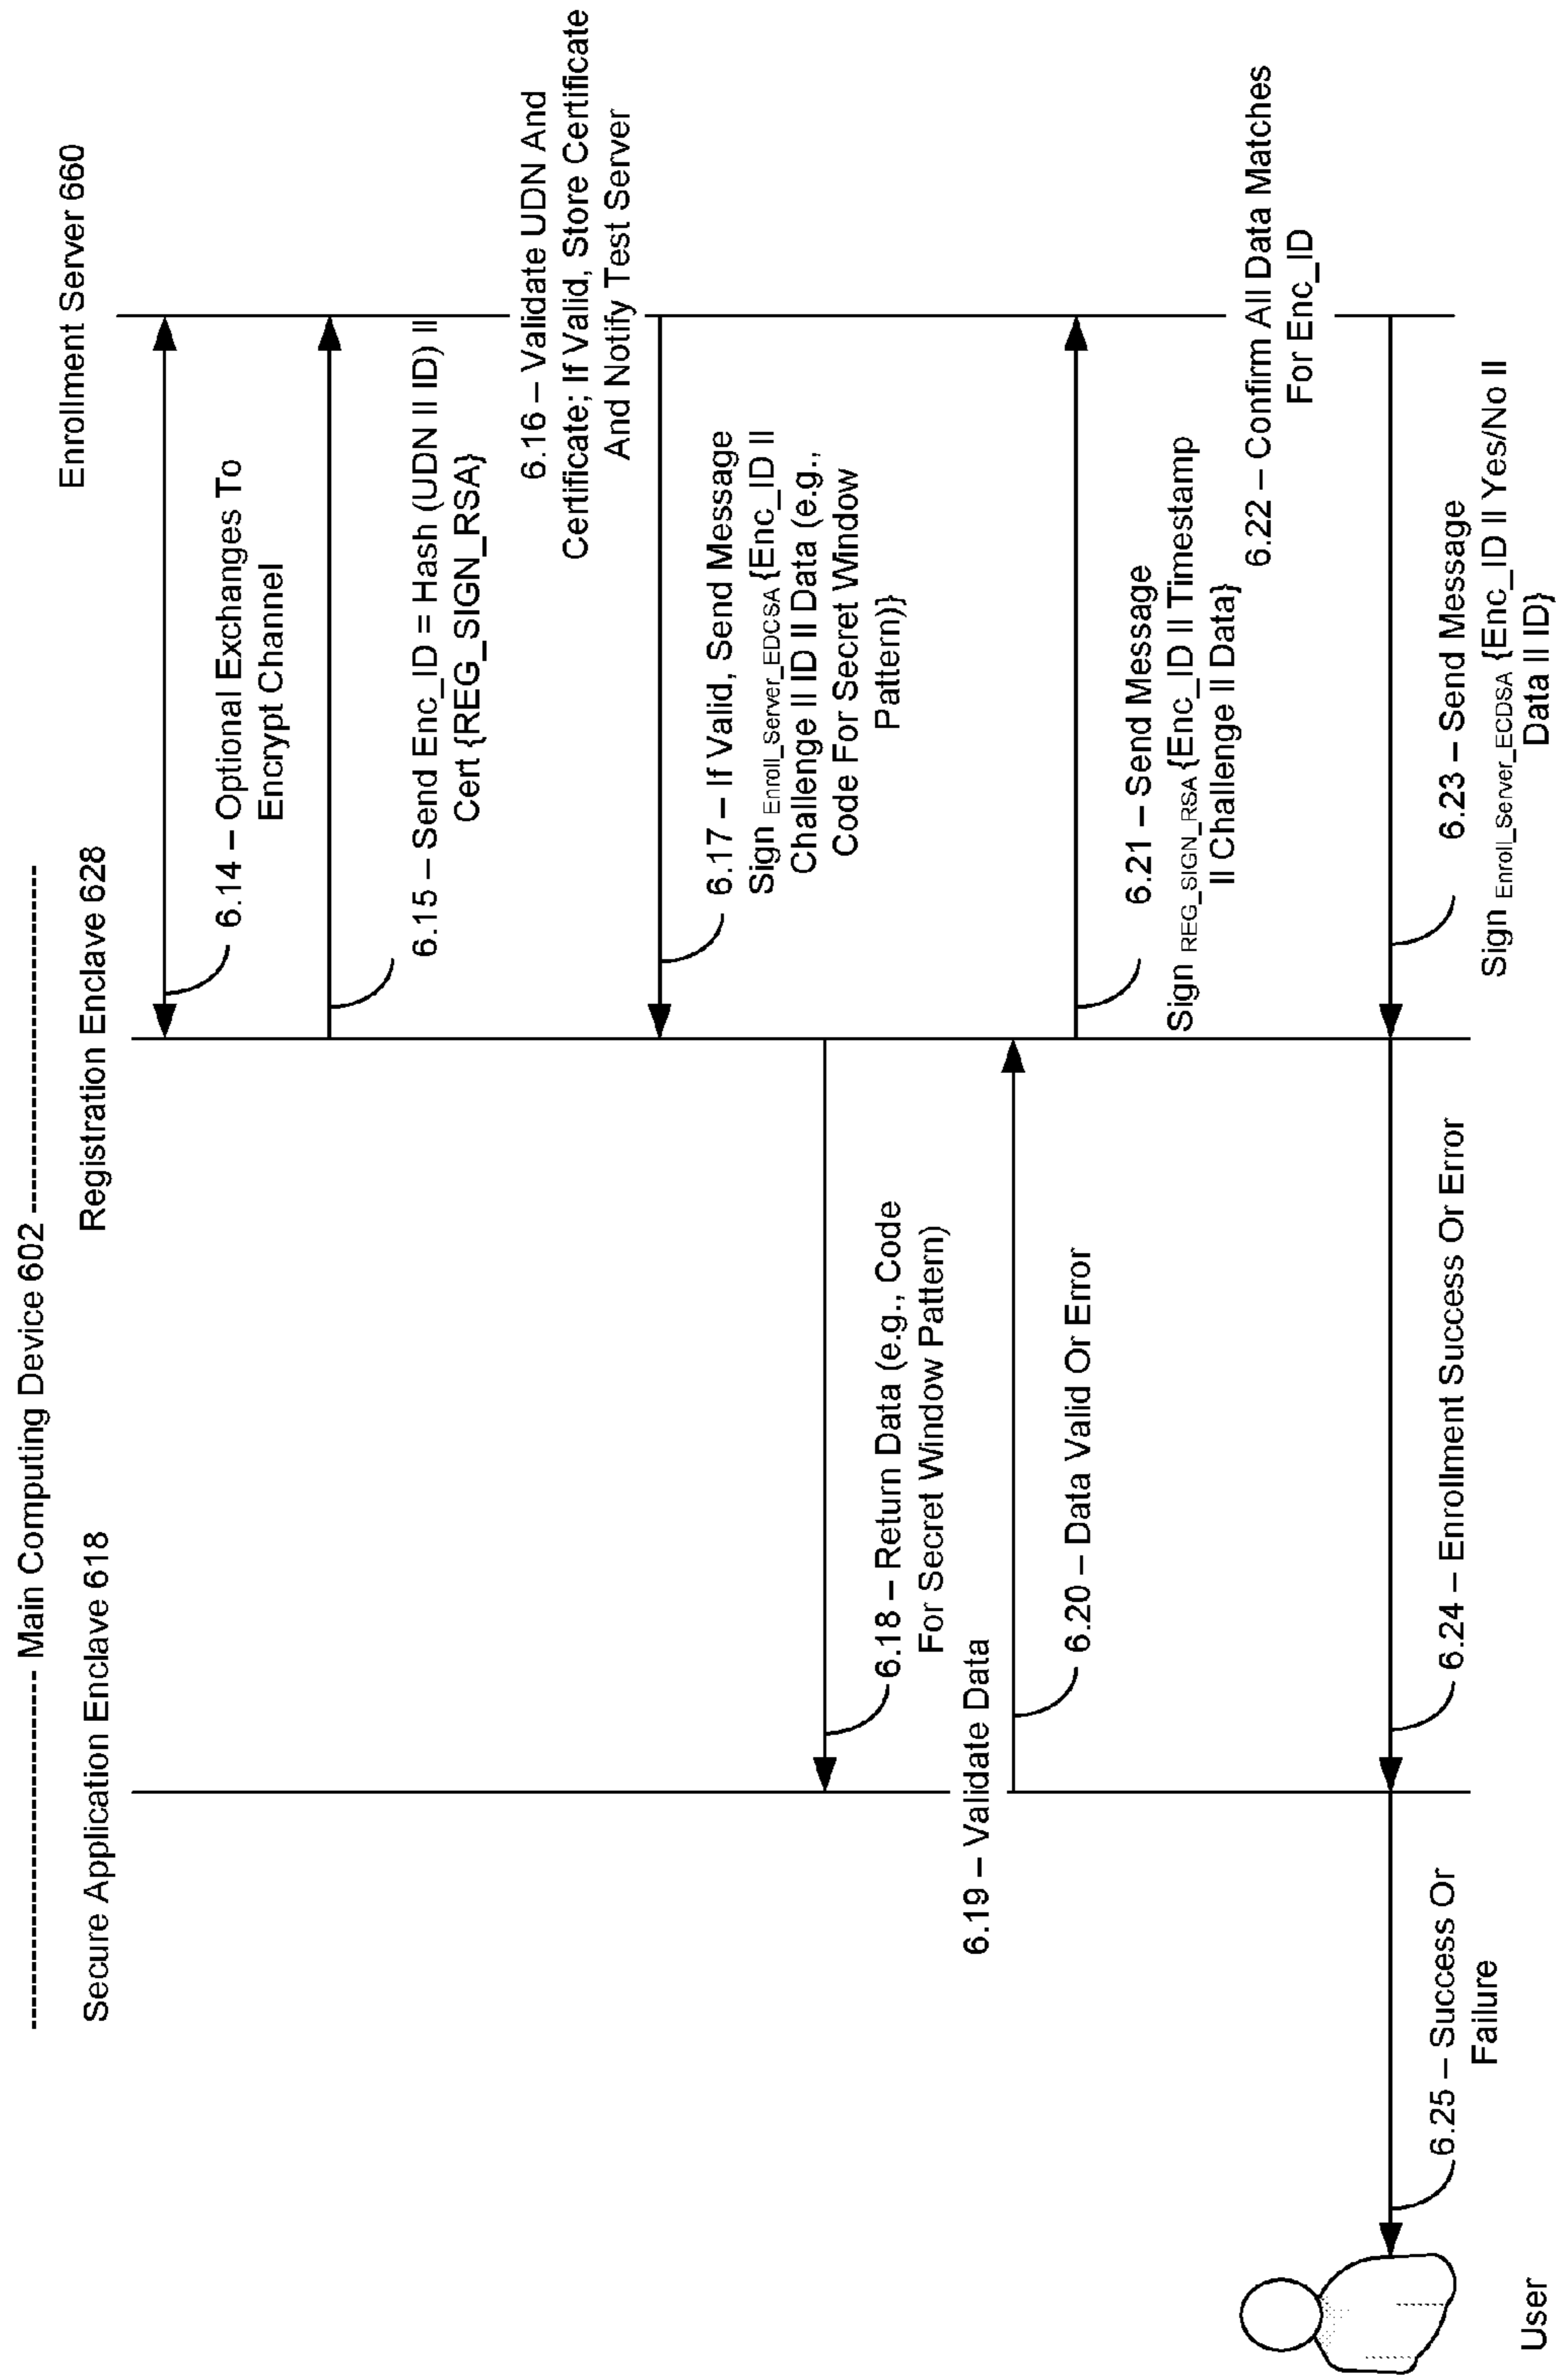 ---------------- Main Computing Device 602 ----------------
Secure Application Enclave 618
Registration Enclave 628
Enrollment Server 660
6.14 – Optional Exchanges To
Encrypt Channel
6.15 – Send Enc_ID = Hash (UDN II ID) II
Cert {REG_SIGN_RSA}
6.16 – Validate UDN And
Certificate; If Valid, Store Certificate
And Notify Test Server
6.17 – If Valid, Send Message
Sign Enroll_Server_EDCSA {Enc_ID II
Challenge II ID II Data (e.g.,
Code For Secret Window
Pattern)}
6.18 – Return Data (e.g., Code
For Secret Window Pattern)
6.19 – Validate Data
6.20 – Data Valid Or Error
6.21 – Send Message
Sign REG_SIGN_RSA {Enc_ID II Timestamp
II Challenge II Data}
6.22 – Confirm All Data Matches
For Enc_ID
6.23 – Send Message
Sign Enroll_Server_ECDSA {Enc_ID II Yes/No II
Data II ID}
6.24 – Enrollment Success Or Error
6.25 – Success Or
Failure
User